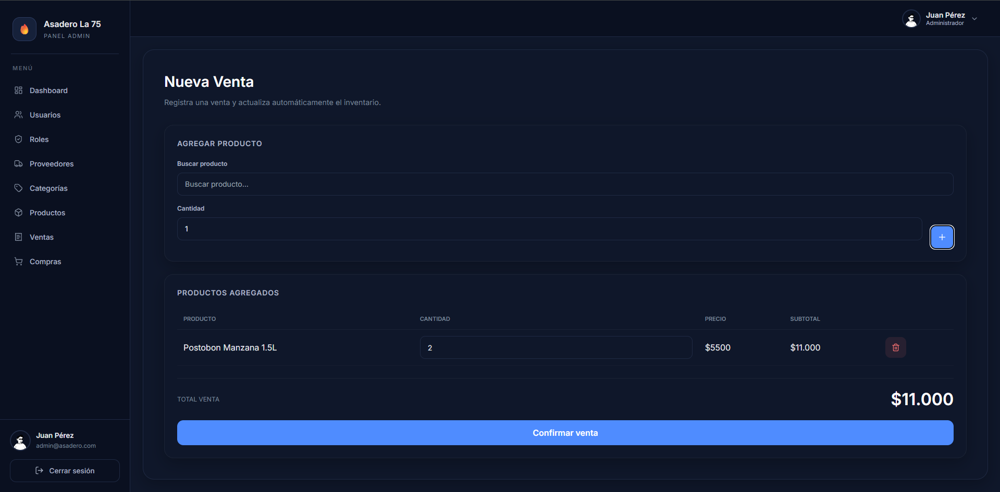 Asadero La 75
PANEL ADMIN
MENÚ
Dashboard
Usuarios
Roles
Proveedores
Categorías
Productos
Ventas
Compras
Juan Pérez
admin@asadero.com
Cerrar sesión
Juan Pérez
Administrador
Nueva Venta
Registra una venta y actualiza automáticamente el inventario.
AGREGAR PRODUCTO
Buscar producto
Buscar producto...
Cantidad
1
+
PRODUCTOS AGREGADOS
PRODUCTO CANTIDAD PRECIO SUBTOTAL
Postobon Manzana 1.5L 2 $5500 $11.000
TOTAL VENTA $11.000
Confirmar venta